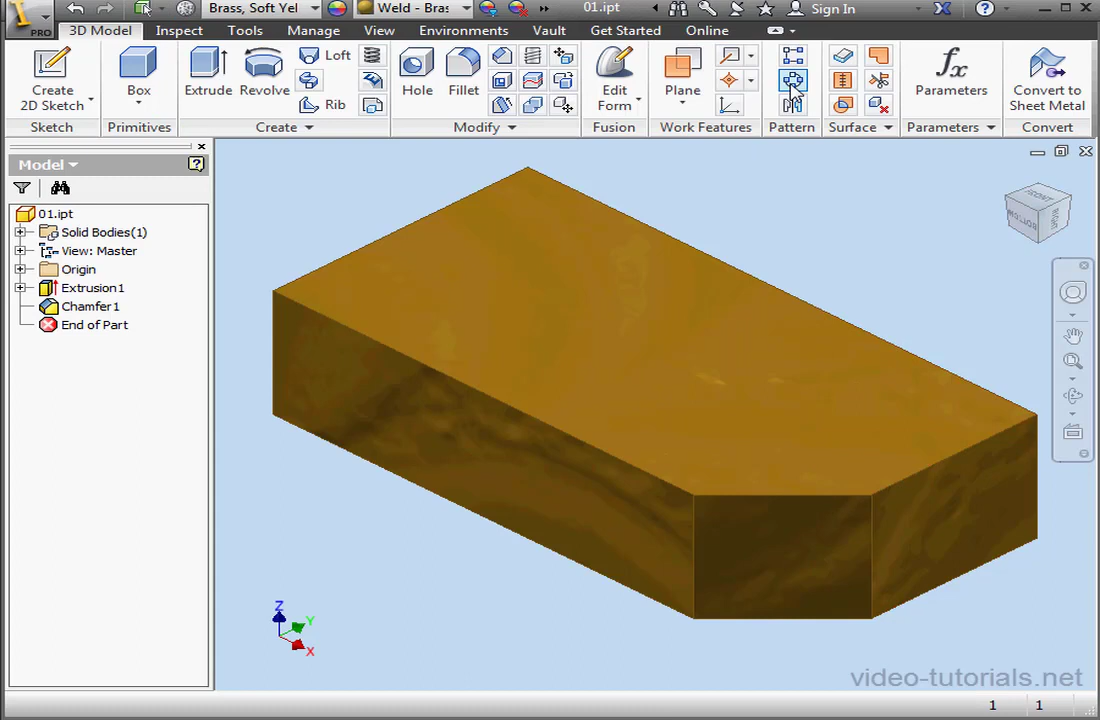 Brass, Soft Yel Weld - Bras 01.ipt Sign In
PRO 3D Model Inspect Tools Manage View Environments Vault Get Started Online
Create
2D Sketch
Box
Extrude
Revolve
Loft
Rib
Hole
Fillet
Edit
Form
Plane
fx
Parameters
Convert to
Sheet Metal
Sketch Primitives Create Modify Fusion Work Features Pattern Surface Parameters Convert
Model
01.ipt
Solid Bodies(1)
View: Master
Origin
Extrusion1
Chamfer1
End of Part
FRONT
RIGHT
BOTTOM
Z
Y
X
video-tutorials.net
1 1